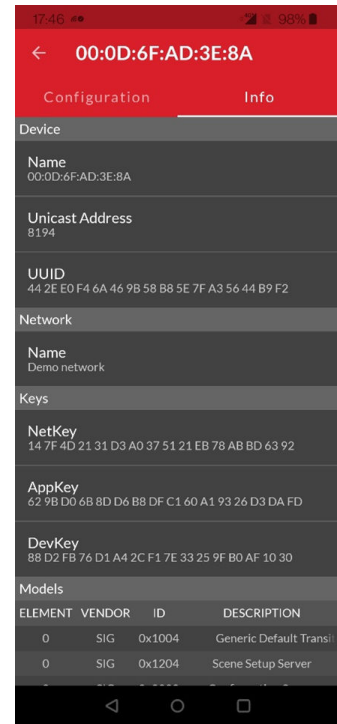 17:46
98%
00:0D:6F:AD:3E:8A
Configuration Info
Device
Name
00:0D:6F:AD:3E:8A
Unicast Address
8194
UUID
44 2E E0 F4 6A 46 9B 58 B8 5E 7F A3 56 44 B9 F2
Network
Name
Demo network
Keys
NetKey
14 7F 4D 21 31 D3 A0 37 51 21 EB 78 AB BD 63 92
AppKey
62 9B D0 6B 8D D6 B8 DF C1 60 A1 93 26 D3 DA FD
DevKey
88 D2 FB 76 D1 A4 2C F1 7E 33 25 9F B0 AF 10 30
Models
ELEMENT VENDOR ID DESCRIPTION
0 SIG 0x1004 Generic Default Transit
0 SIG 0x1204 Scene Setup Server